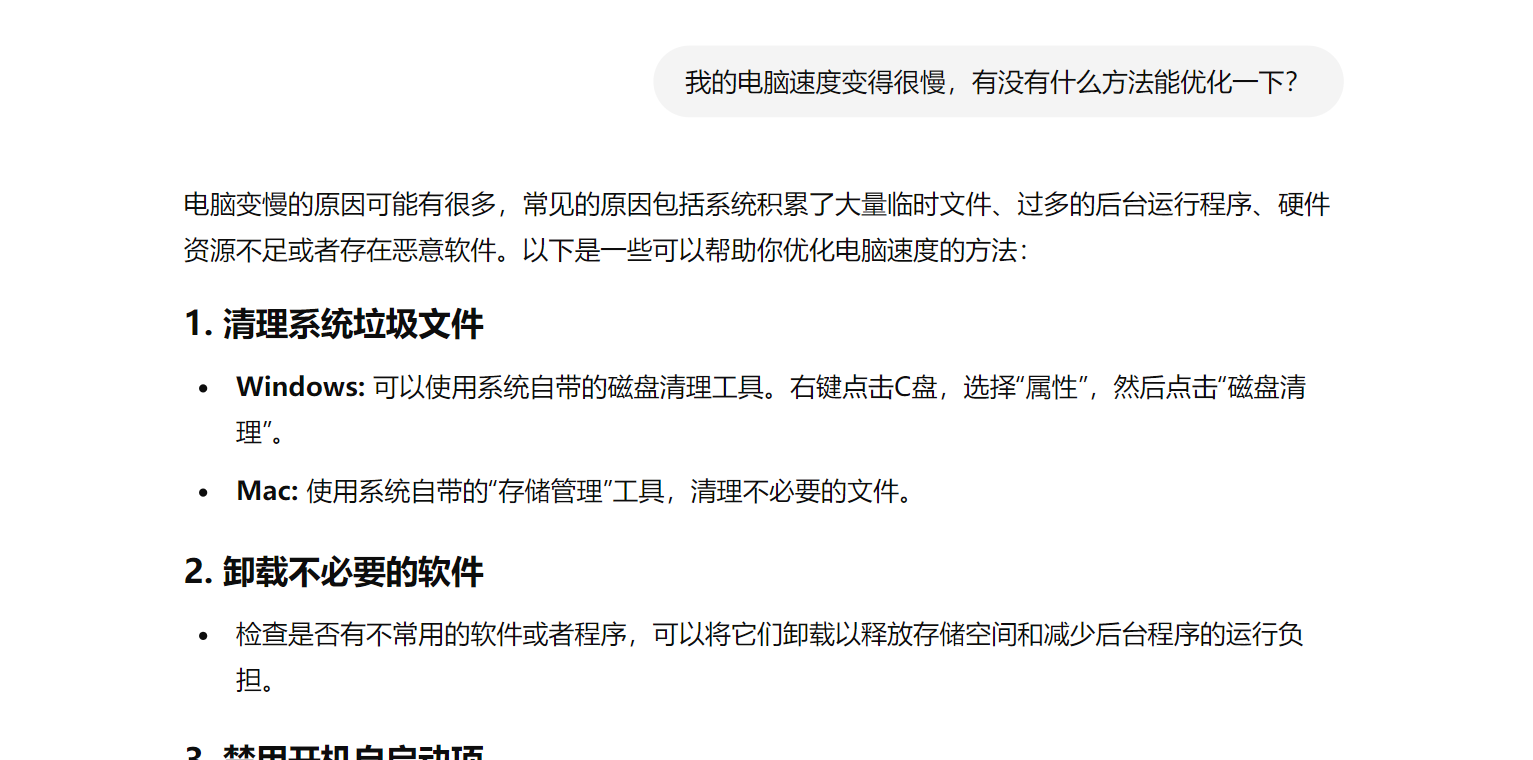 我的电脑速度变得很慢，有没有什么方法能优化一下？
电脑变慢的原因可能有很多，常见的原因包括系统积累了大量临时文件、过多的后台运行程序、硬件
资源不足或者存在恶意软件。以下是一些可以帮助你优化电脑速度的方法：
1. 清理系统垃圾文件
• Windows: 可以使用系统自带的磁盘清理工具。右键点击C盘，选择“属性”，然后点击“磁盘清
理”。
• Mac: 使用系统自带的“存储管理”工具，清理不必要的文件。
2. 卸载不必要的软件
• 检查是否有不常用的软件或者程序，可以将它们卸载以释放存储空间和减少后台程序的运行负
担。
3. 禁用开机自启动项